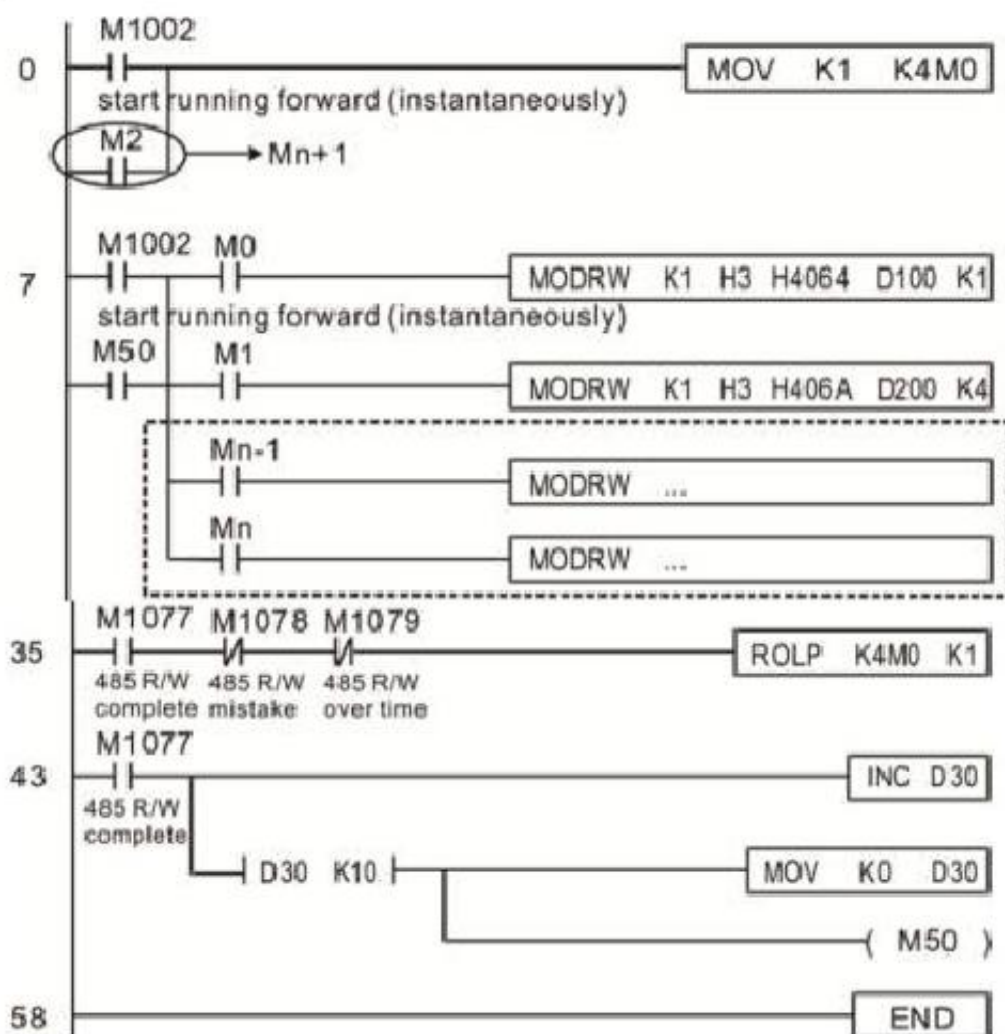 M1002
0 MOV K1 K4M0
start running forward (instantaneously)
M2
Mn+1
M1002 M0
7 MODRW K1 H3 H4064 D100 K1
start running forward (instantaneously)
M50 M1
MODRW K1 H3 H406A D200 K4
Mn-1
MODRW ...
Mn
MODRW ...
M1077 M1078 M1079
35 ROLP K4M0 K1
485 R/W 485 R/W 485 R/W
complete mistake over time
M1077
43 INC D30
485 R/W
complete
D30 K10 MOV K0 D30
( M50 )
58 END